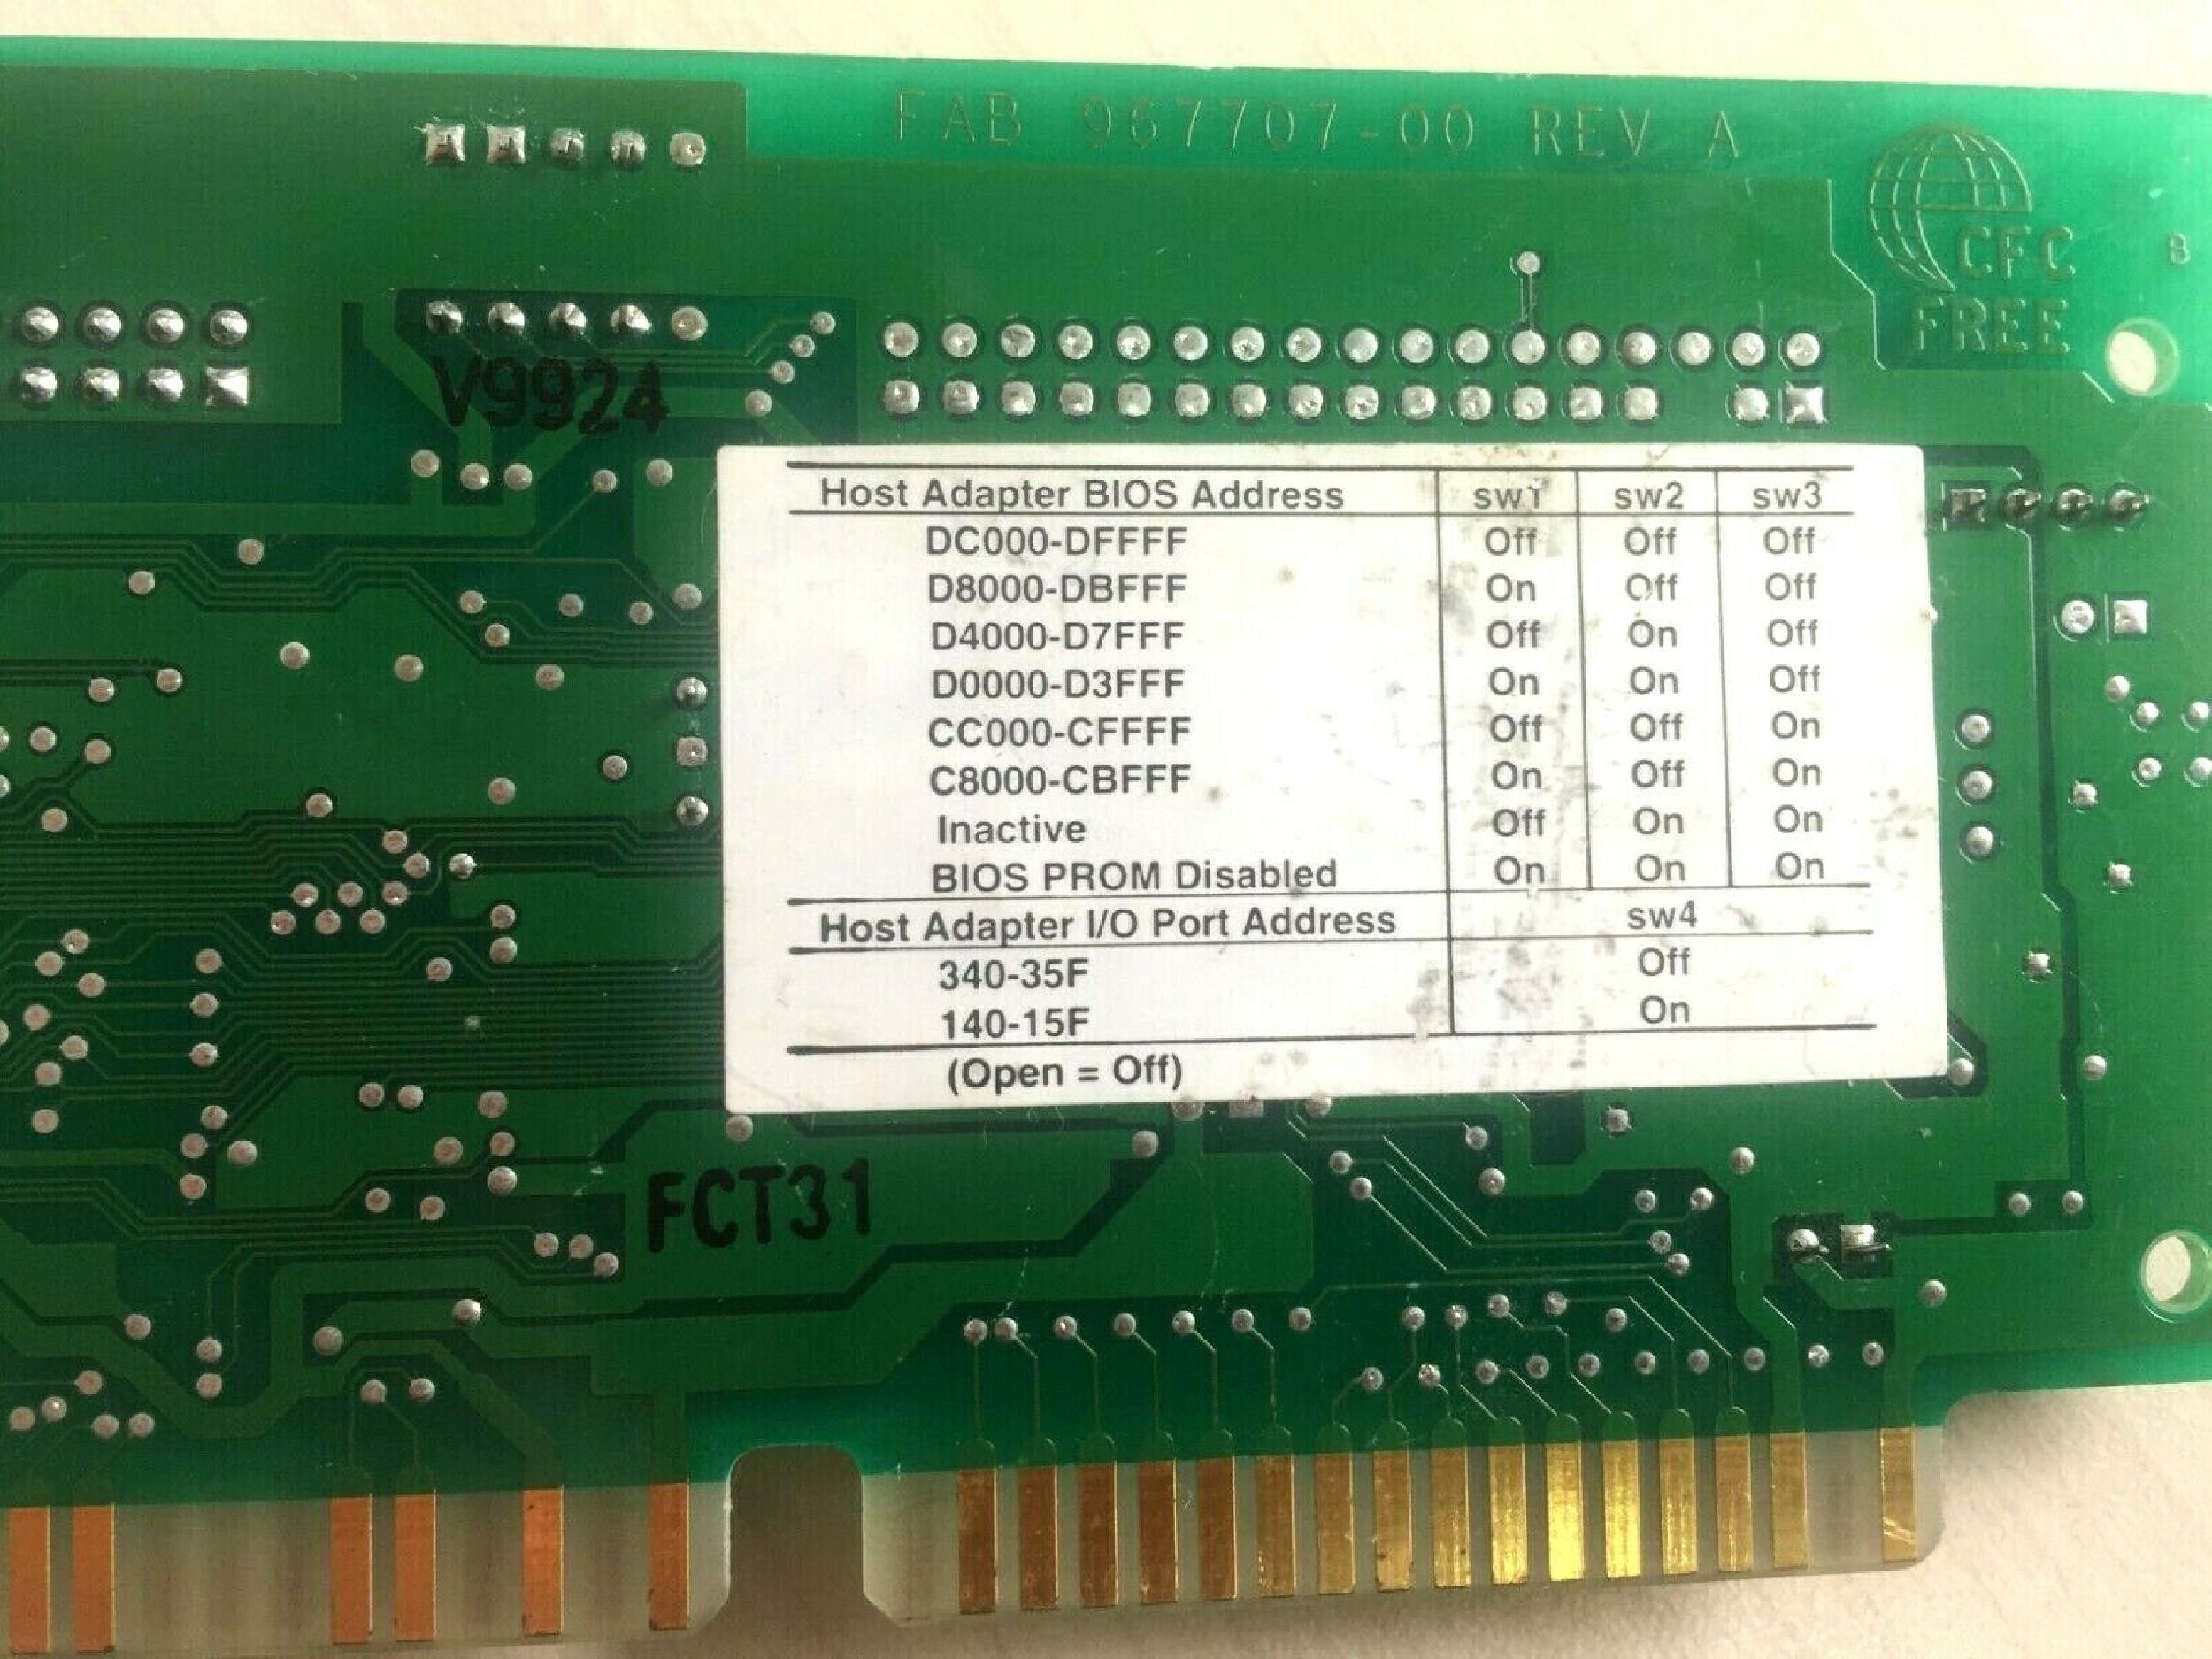 FAB 967707-00 REV A
CFC
FREE
B
V9924
Host Adapter BIOS Address sw1 sw2 sw3
DC000-DFFFF Off Off Off
D8000-DBFFF On Off Off
D4000-D7FFF Off On Off
D0000-D3FFF On On Off
CC000-CFFFF Off Off On
C8000-CBFFF On Off On
Inactive Off On On
BIOS PROM Disabled On On On
Host Adapter I/O Port Address sw4
340-35F Off
140-15F On
(Open = Off)
FCT31